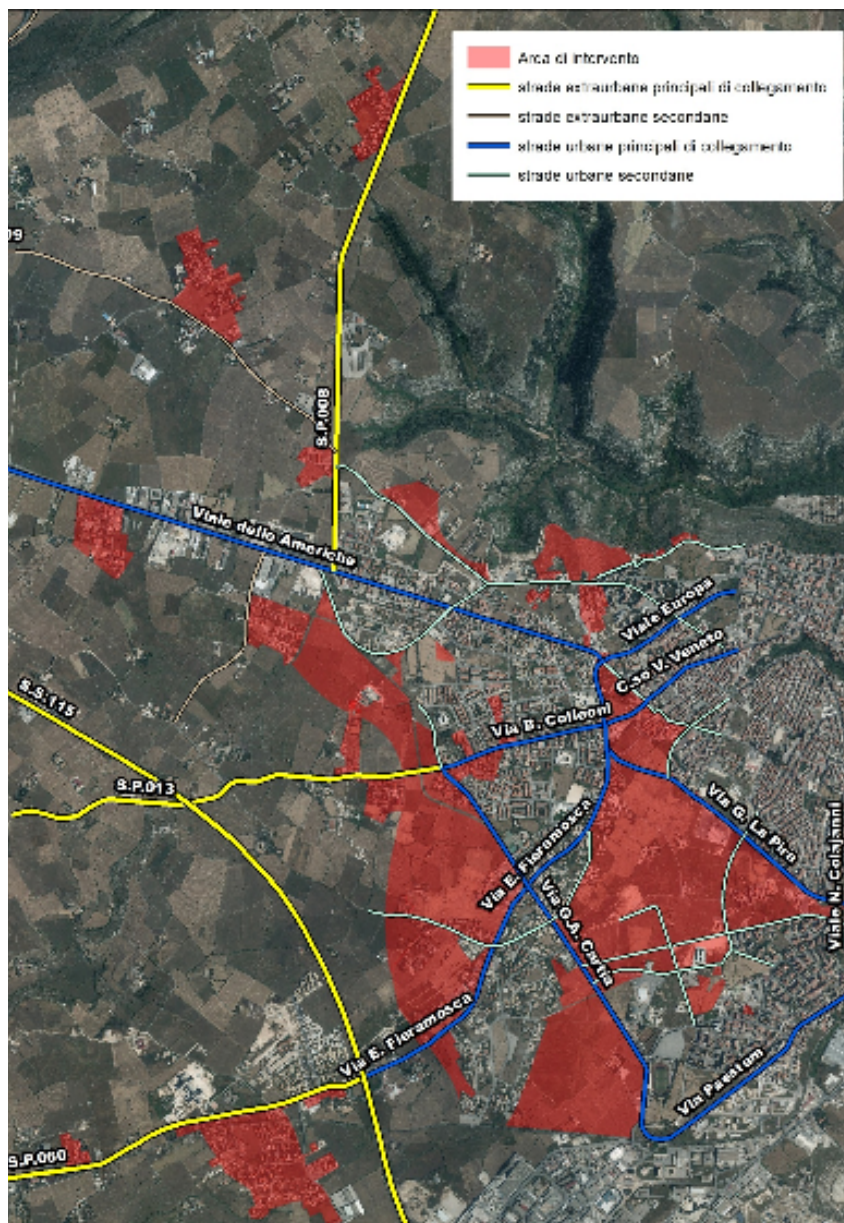 Area di intervento
strade extraurbane principali di collegamento
strade extraurbane secondarie
strade urbane principali di collegamento
strade urbane secondarie
09
S.P.008
Viale delle Americhe
Viale Europa
C.so V. Veneto
S.S.115
Via B. Colleoni
S.P.013
Via G. La Pira
Via E. Fieramosca
Viale N. Colajanni
Via G.A. Cartia
Via E. Fieramosca
Via Paestum
S.P.060